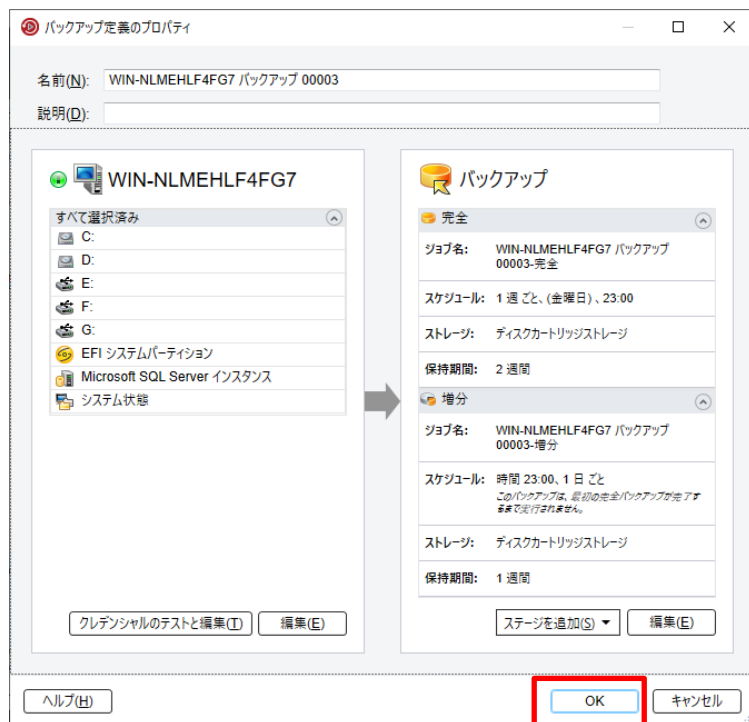 バックアップ定義のプロパティ
名前(N): WIN-NLMEHLF4FG7 バックアップ 00003
説明(D):
WIN-NLMEHLF4FG7
すべて選択済み
C:
D:
E:
F:
G:
EFI システムパーティション
Microsoft SQL Server インスタンス
システム状態
クレデンシャルのテストと編集(T) 編集(E)
バックアップ
完全
ジョブ名: WIN-NLMEHLF4FG7 バックアップ
00003-完全
スケジュール: 1 週 ごと、(金曜日) 、23:00
ストレージ: ディスクカートリッジストレージ
保持期間: 2 週間
増分
ジョブ名: WIN-NLMEHLF4FG7 バックアップ
00003-増分
スケジュール: 時間 23:00、1 日 ごと
このバックアップは、最初の完全バックアップが完了す
るまで実行されません。
ストレージ: ディスクカートリッジストレージ
保持期間: 1 週間
ステージを追加(S) 編集(E)
ヘルプ(H) OK キャンセル